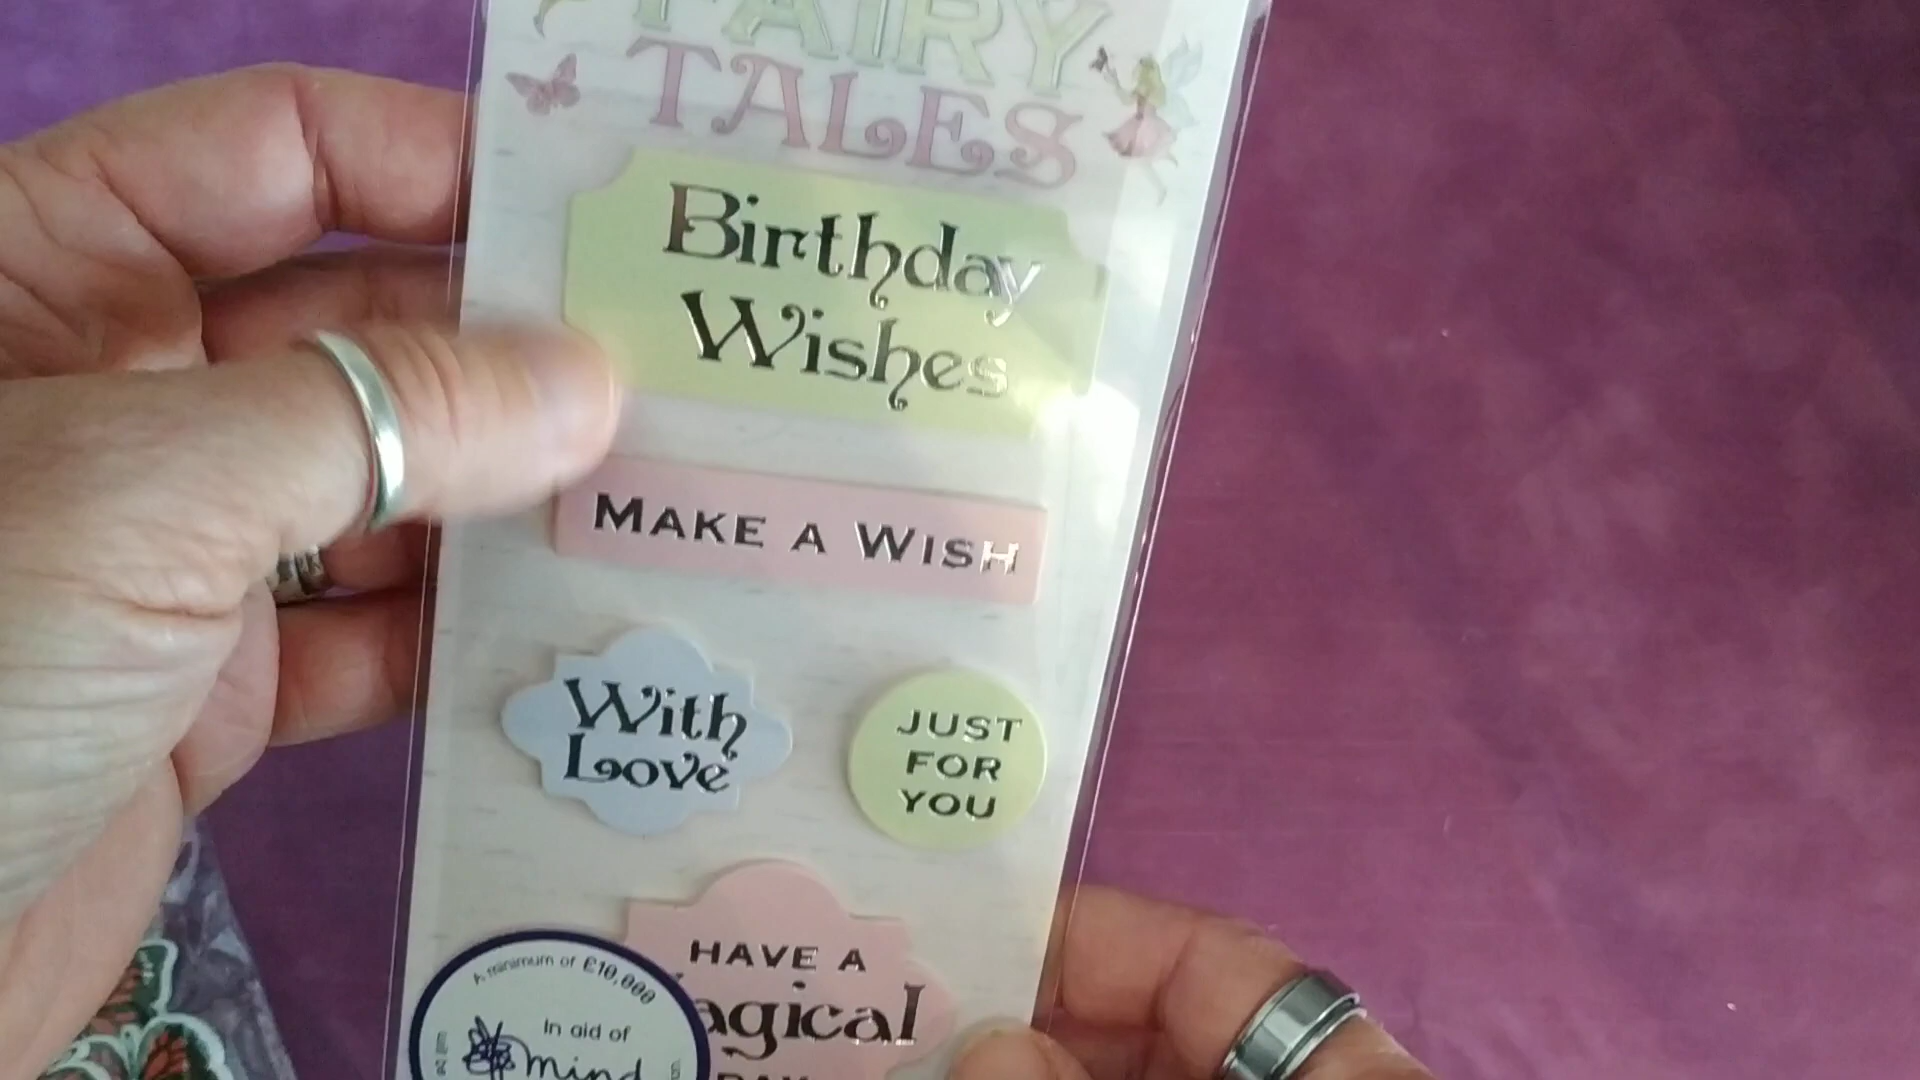 FAIRY
TALES
Birthday
Wishes
MAKE A WISH
With
Love
JUST
FOR
YOU
HAVE A
agical
A minimum of £10,000
In aid of
mind